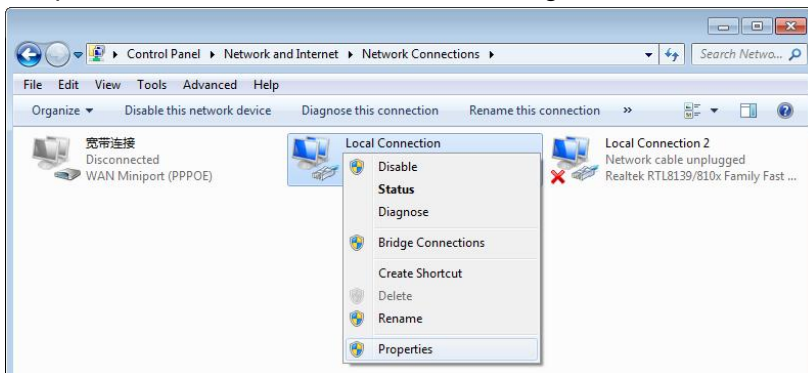 Control Panel ▸ Network and Internet ▸ Network Connections ▸
Search Netwo...
File Edit View Tools Advanced Help
Organize ▾ Disable this network device Diagnose this connection Rename this connection »
宽带连接
Disconnected
WAN Miniport (PPPOE)
Local Connection
Disable
Status
Diagnose
Bridge Connections
Create Shortcut
Delete
Rename
Properties
Local Connection 2
Network cable unplugged
Realtek RTL8139/810x Family Fast ...